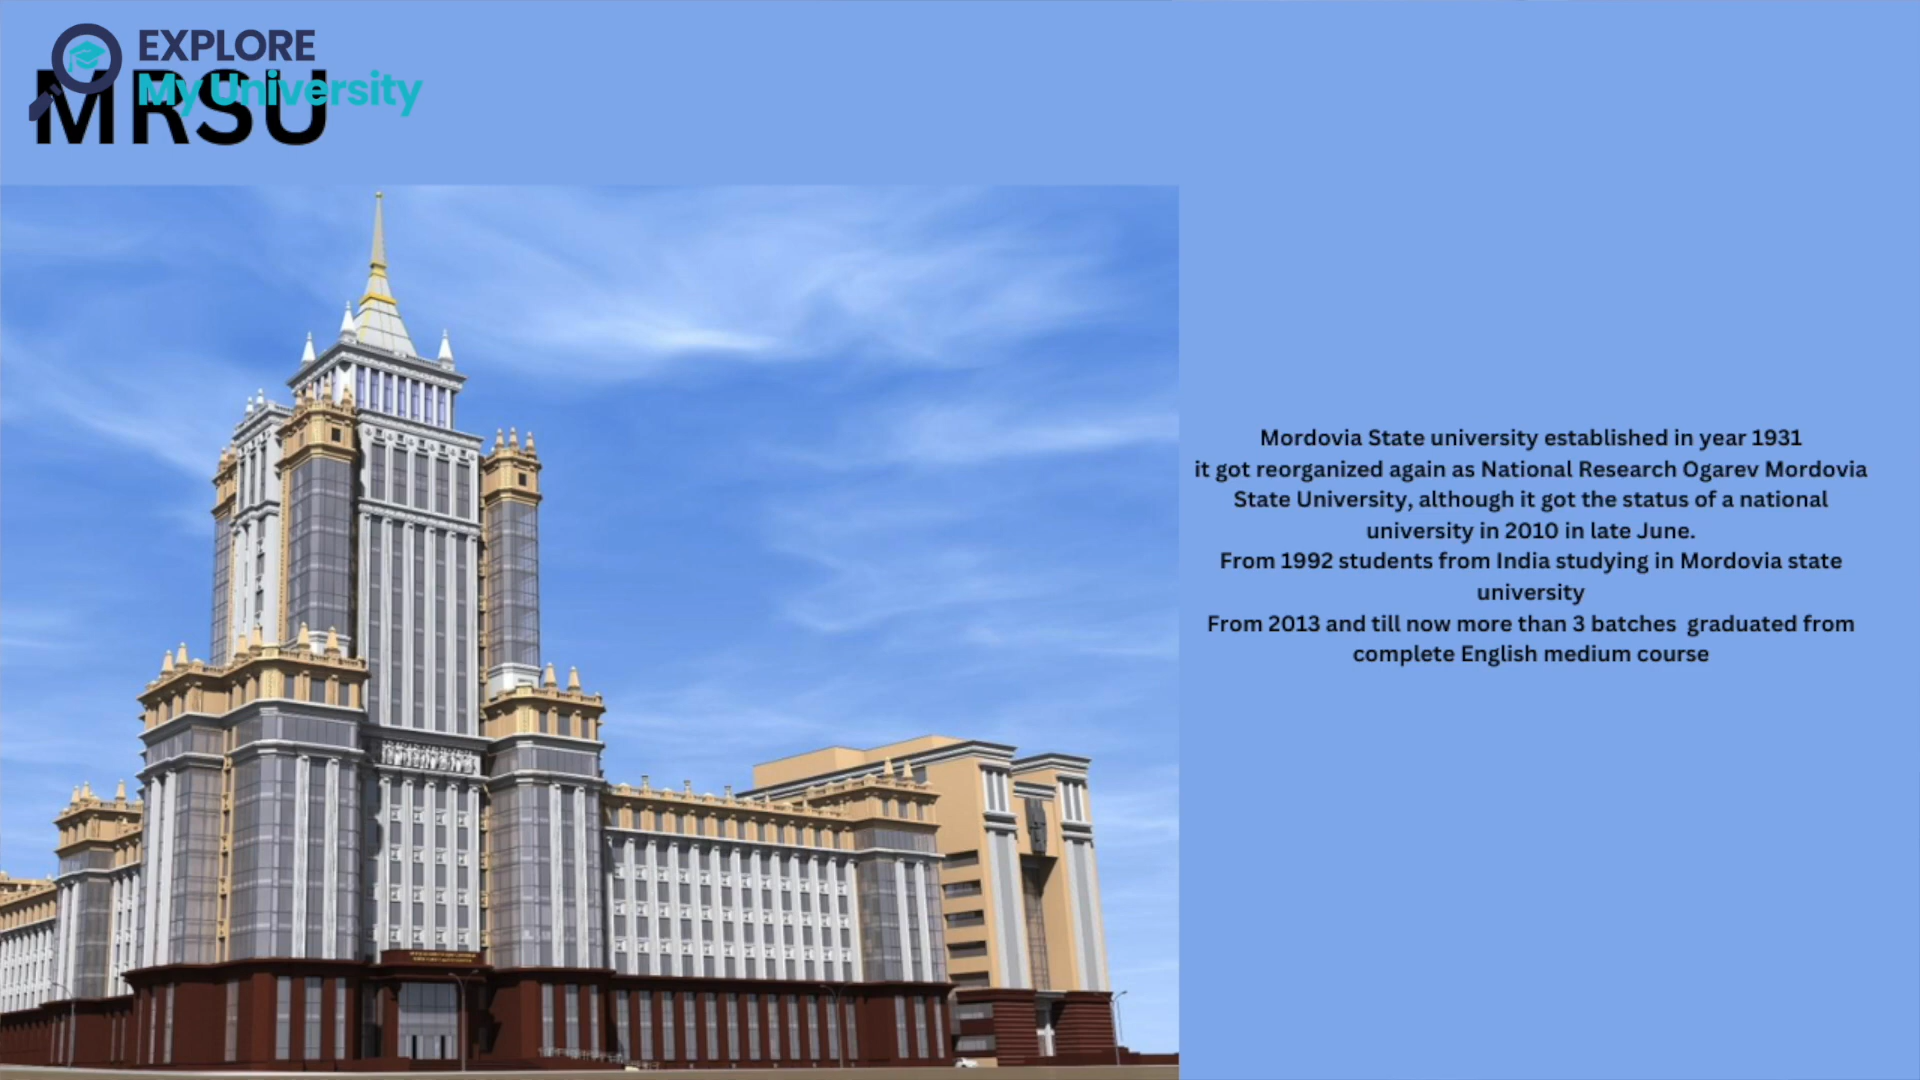 EXPLORE
My University
MRSU
Mordovia State university established in year 1931
it got reorganized again as National Research Ogarev Mordovia
State University, although it got the status of a national
university in 2010 in late June.
From 1992 students from India studying in Mordovia state
university
From 2013 and till now more than 3 batches  graduated from
complete English medium course